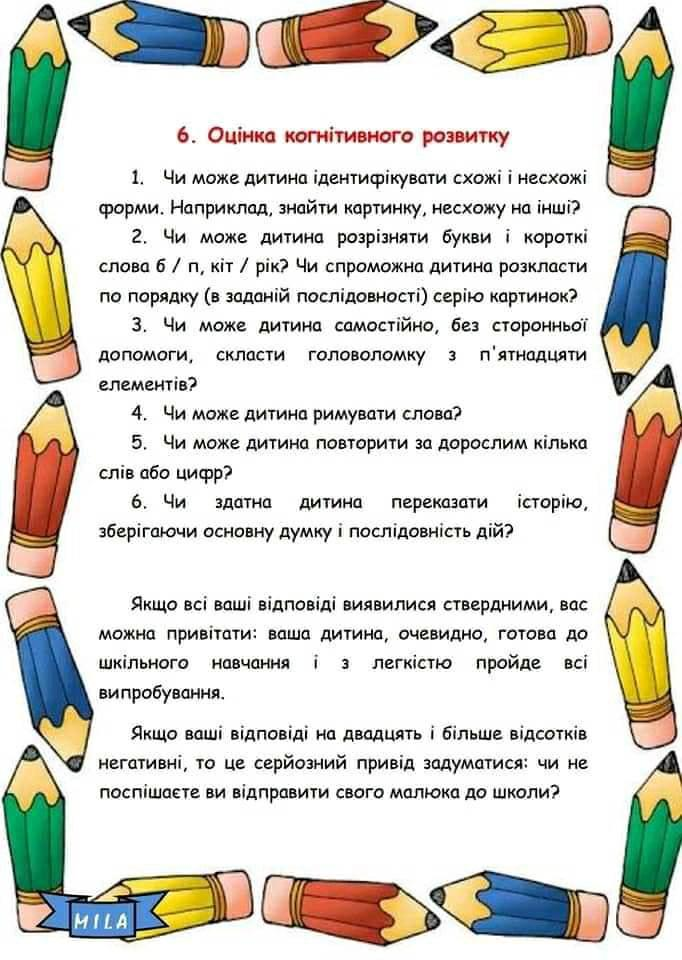 6. Оцінка когнітивного розвитку
1. Чи може дитина ідентифікувати схожі і несхожі
форми. Наприклад, знайти картинку, несхожу на інші?
2. Чи може дитина розрізняти букви і короткі
слова б / п, кіт / рік? Чи спроможна дитина розкласти
по порядку (в заданій послідовності) серію картинок?
3. Чи може дитина самостійно, без сторонньої
допомоги, скласти головоломку з п'ятнадцяти
елементів?
4. Чи може дитина римувати слова?
5. Чи може дитина повторити за дорослим кілька
слів або цифр?
6. Чи здатна дитина переказати історію,
зберігаючи основну думку і послідовність дій?
Якщо всі ваші відповіді виявилися ствердними, вас
можна привітати: ваша дитина, очевидно, готова до
шкільного навчання і з легкістю пройде всі
випробування.
Якщо ваші відповіді на двадцять і більше відсотків
негативні, то це серйозний привід задуматися: чи не
поспішаєте ви відправити свого малюка до школи?
MILA